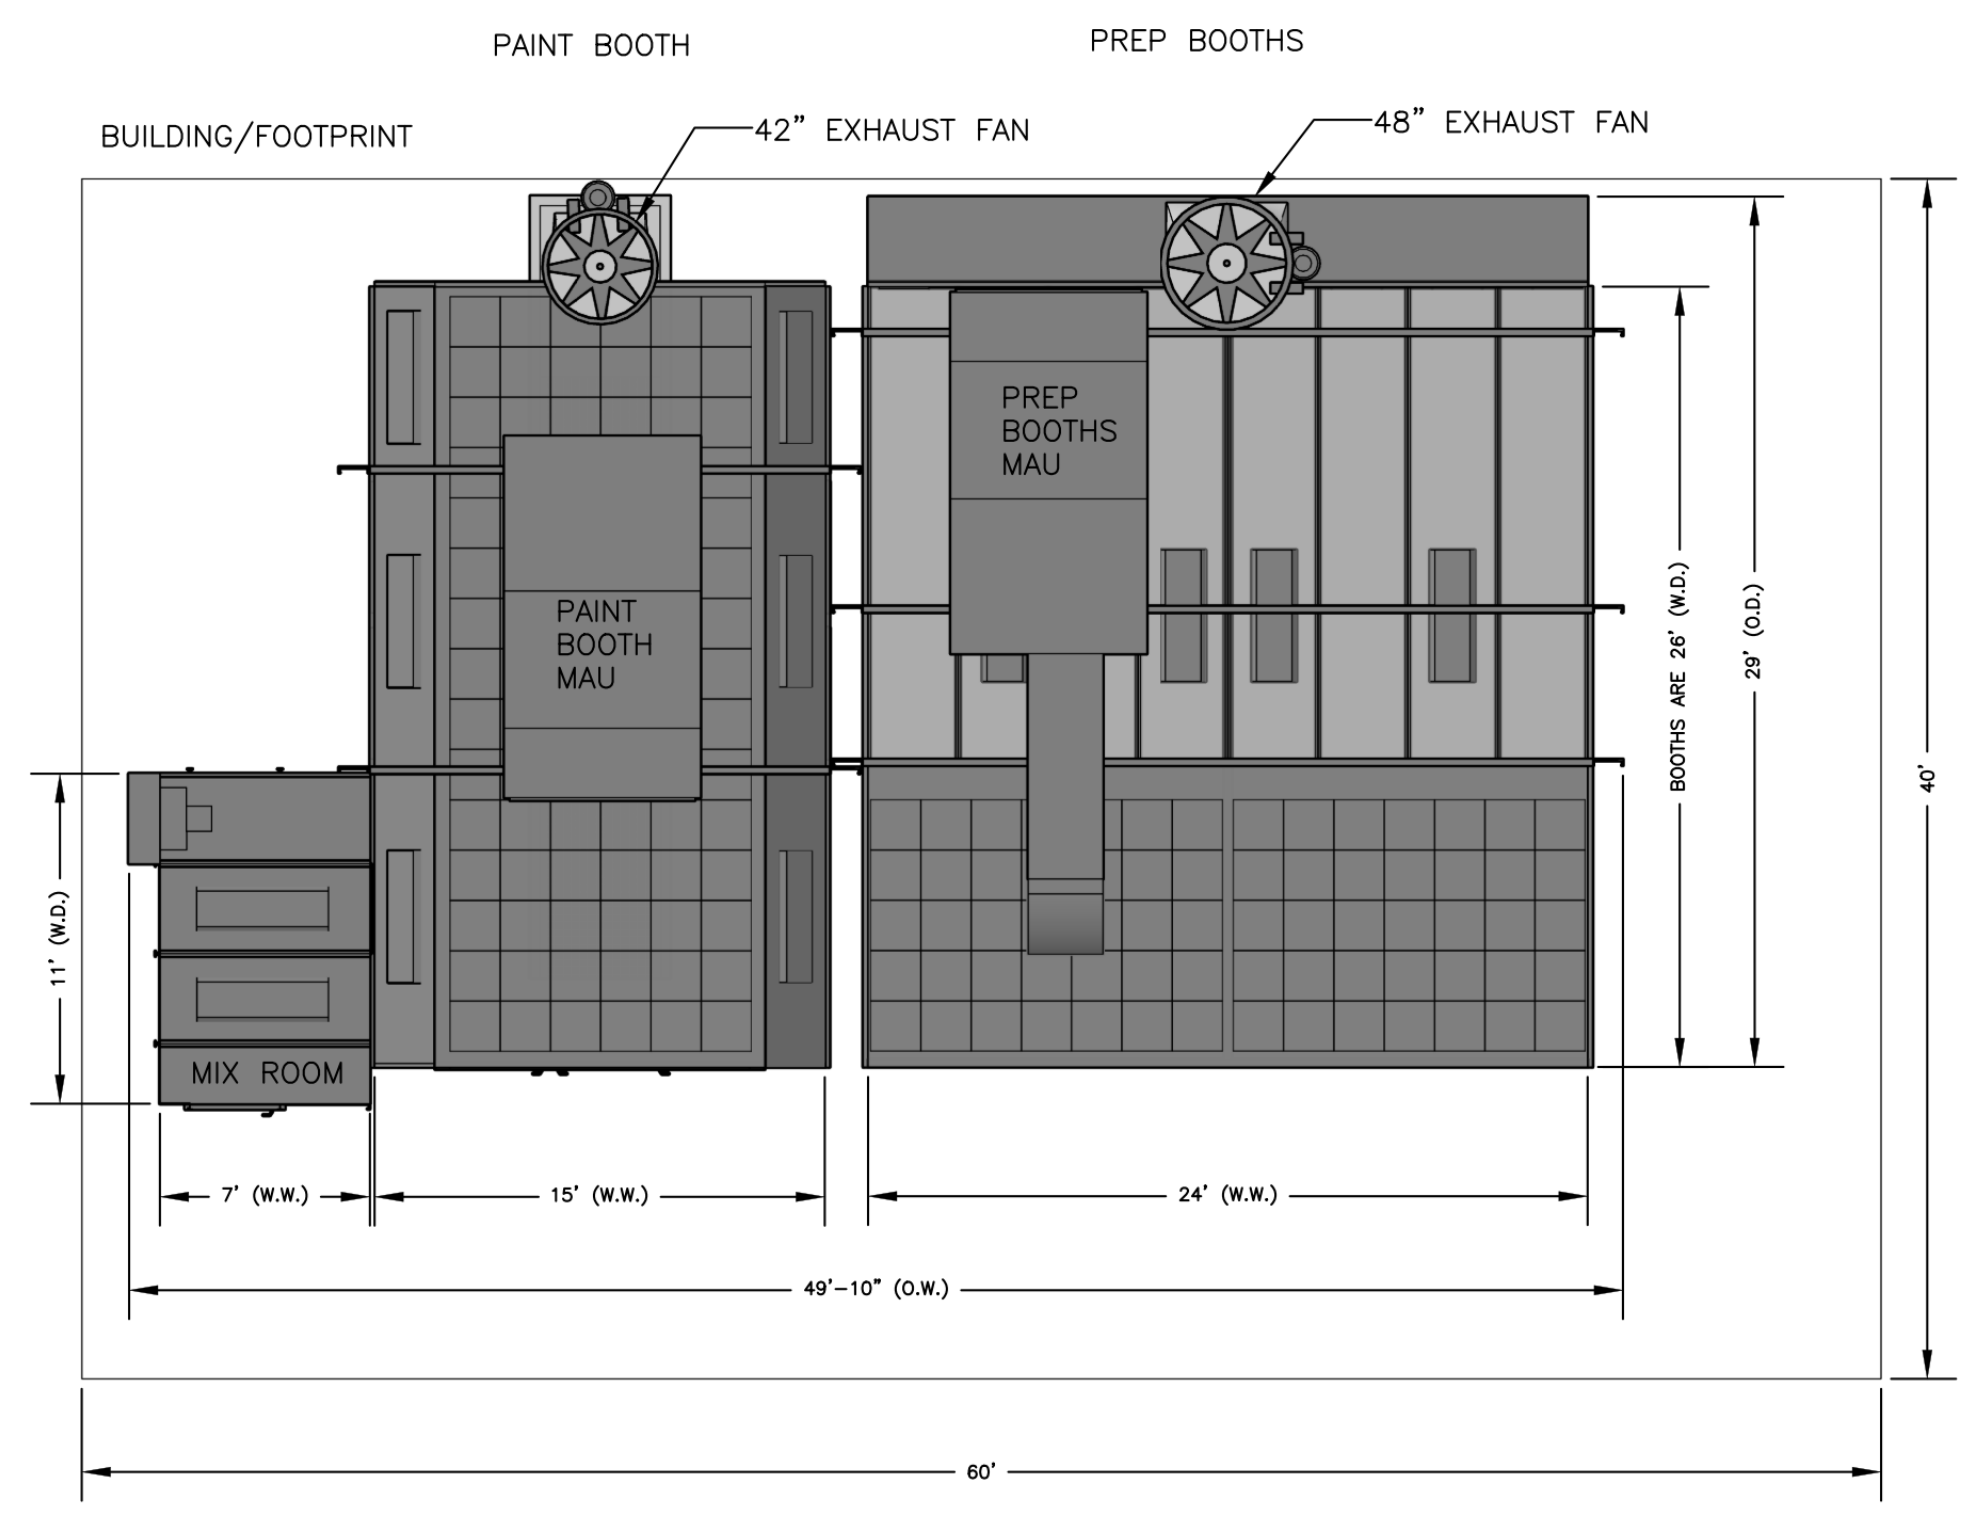 PAINT BOOTH
PREP BOOTHS
BUILDING/FOOTPRINT
42” EXHAUST FAN
48” EXHAUST FAN
PREP
BOOTHS
MAU
PAINT
BOOTH
MAU
BOOTHS ARE 26' (W.D.)
29' (O.D.)
40'
11' (W.D.)
MIX ROOM
7' (W.W.)
15' (W.W.)
24' (W.W.)
49'-10” (O.W.)
60'